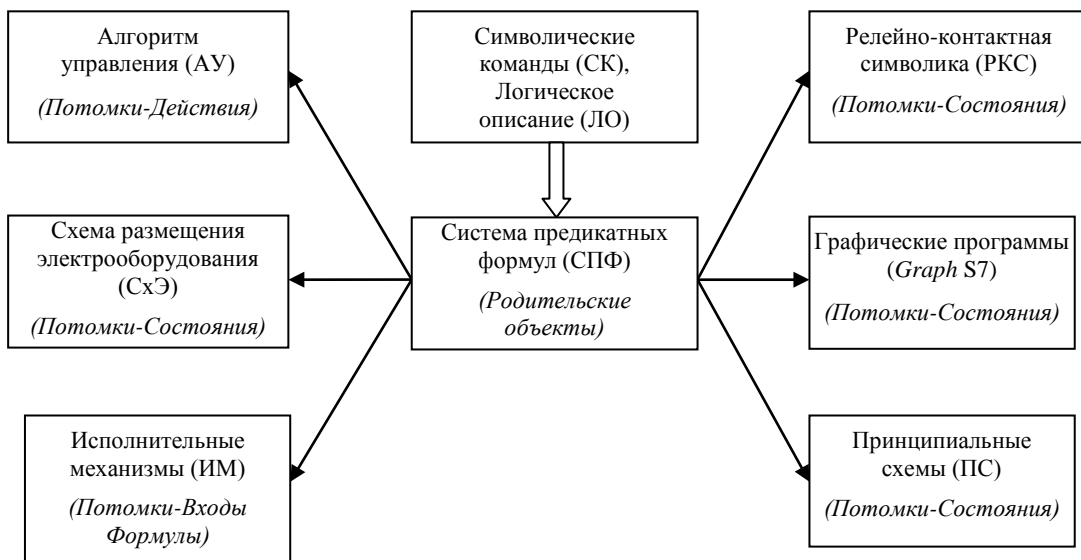 Алгоритм
управления (АУ)
(Потомки-Действия)
Символические
команды (СК),
Логическое
описание (ЛО)
Релейно-контактная
символика (РКС)
(Потомки-Состояния)
Схема размещения
электрооборудования
(СхЭ)
(Потомки-Состояния)
Система предикатных
формул (СПФ)
(Родительские
объекты)
Графические программы
(Graph S7)
(Потомки-Состояния)
Исполнительные
механизмы (ИМ)
(Потомки-Входы
Формулы)
Принципиальные
схемы (ПС)
(Потомки-Состояния)